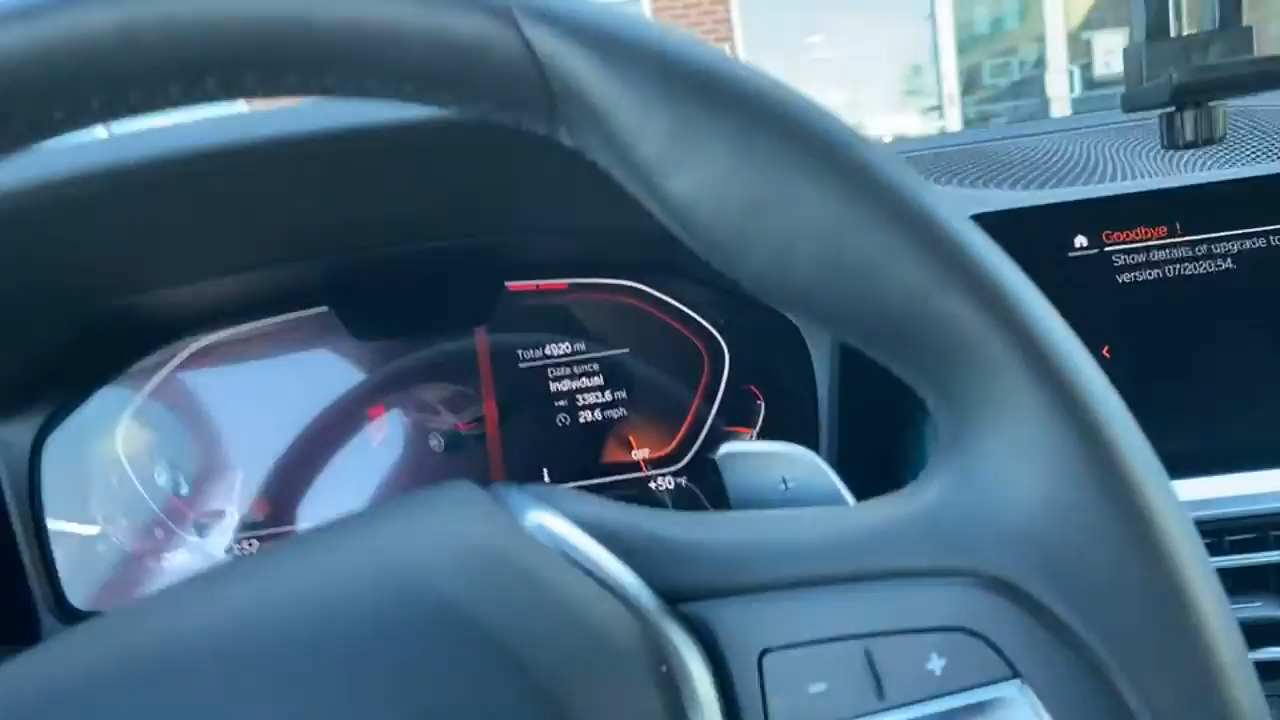 Total 4920 mi
Data since
Individual
3383.6 mi
29.6 mph
OFF
+50 °F
Goodbye !
Show details of upgrade to
version 07/2020.54.
+
- +